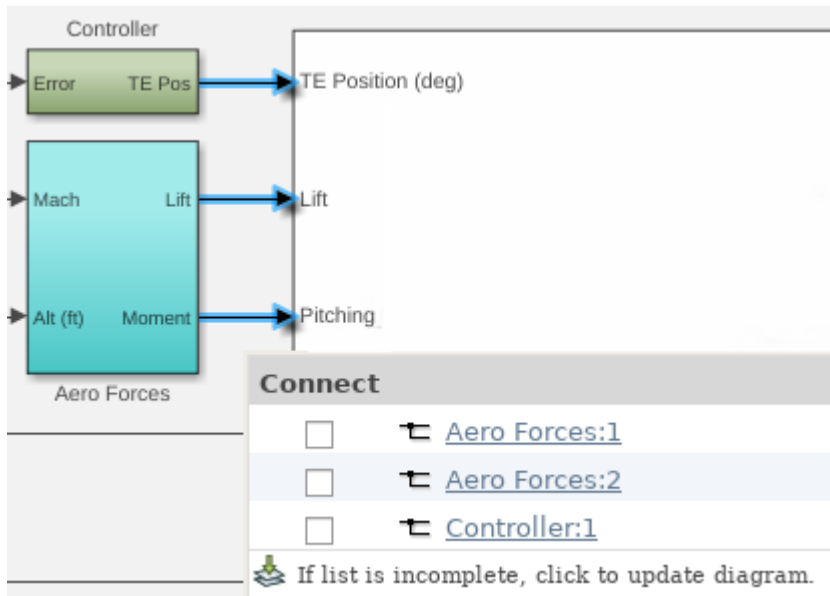 Controller
Error TE Pos
TE Position (deg)
Mach Lift
Lift
Alt (ft) Moment
Pitching
Aero Forces
Connect
Aero Forces:1
Aero Forces:2
Controller:1
If list is incomplete, click to update diagram.